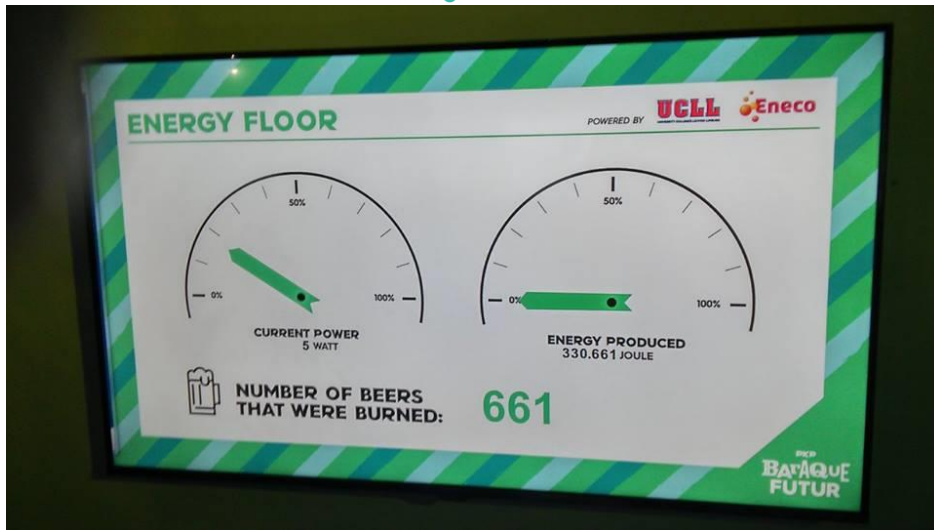 ENERGY FLOOR
POWERED BY
UCLL
Eneco
50%
0%
100%
CURRENT POWER
5 WATT
50%
0%
100%
ENERGY PRODUCED
330.661 JOULE
NUMBER OF BEERS
THAT WERE BURNED:
661
PKP
BarAQuE
FUTUR